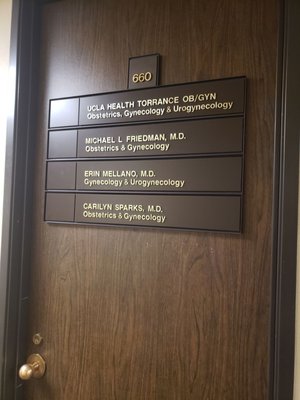 660
UCLA HEALTH TORRANCE OB/GYN
Obstetrics, Gynecology & Urogynecology
MICHAEL L FRIEDMAN, M.D.
Obstetrics & Gynecology
ERIN MELLANO, M.D.
Gynecology & Urogynecology
CARILYN SPARKS, M.D.
Obstetrics & Gynecology